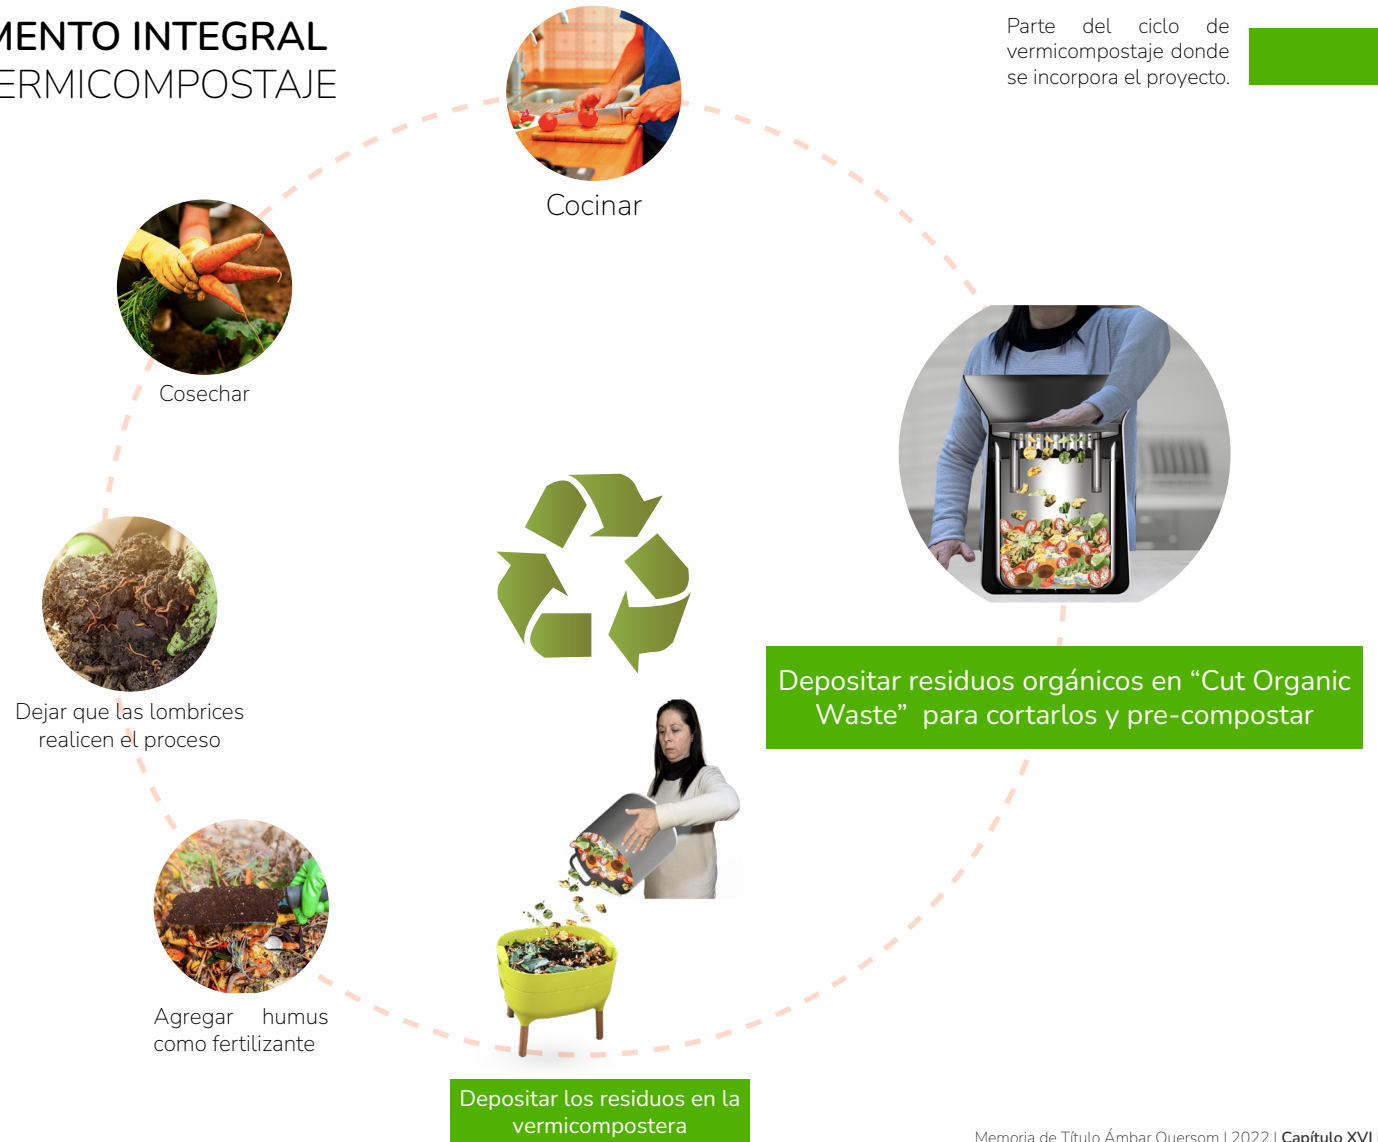 MENTO INTEGRAL
ERMICOMPOSTAJE
Parte del ciclo de
vermicompostaje donde
se incorpora el proyecto.
Cocinar
Cosechar
Depositar residuos orgánicos en “Cut Organic
Waste” para cortarlos y pre-compostar
Dejar que las lombrices
realicen el proceso
Agregar humus
como fertilizante
Depositar los residuos en la
vermicompostera
Memoria de Título Ámbar Quersom | 2022 | Capítulo XVI